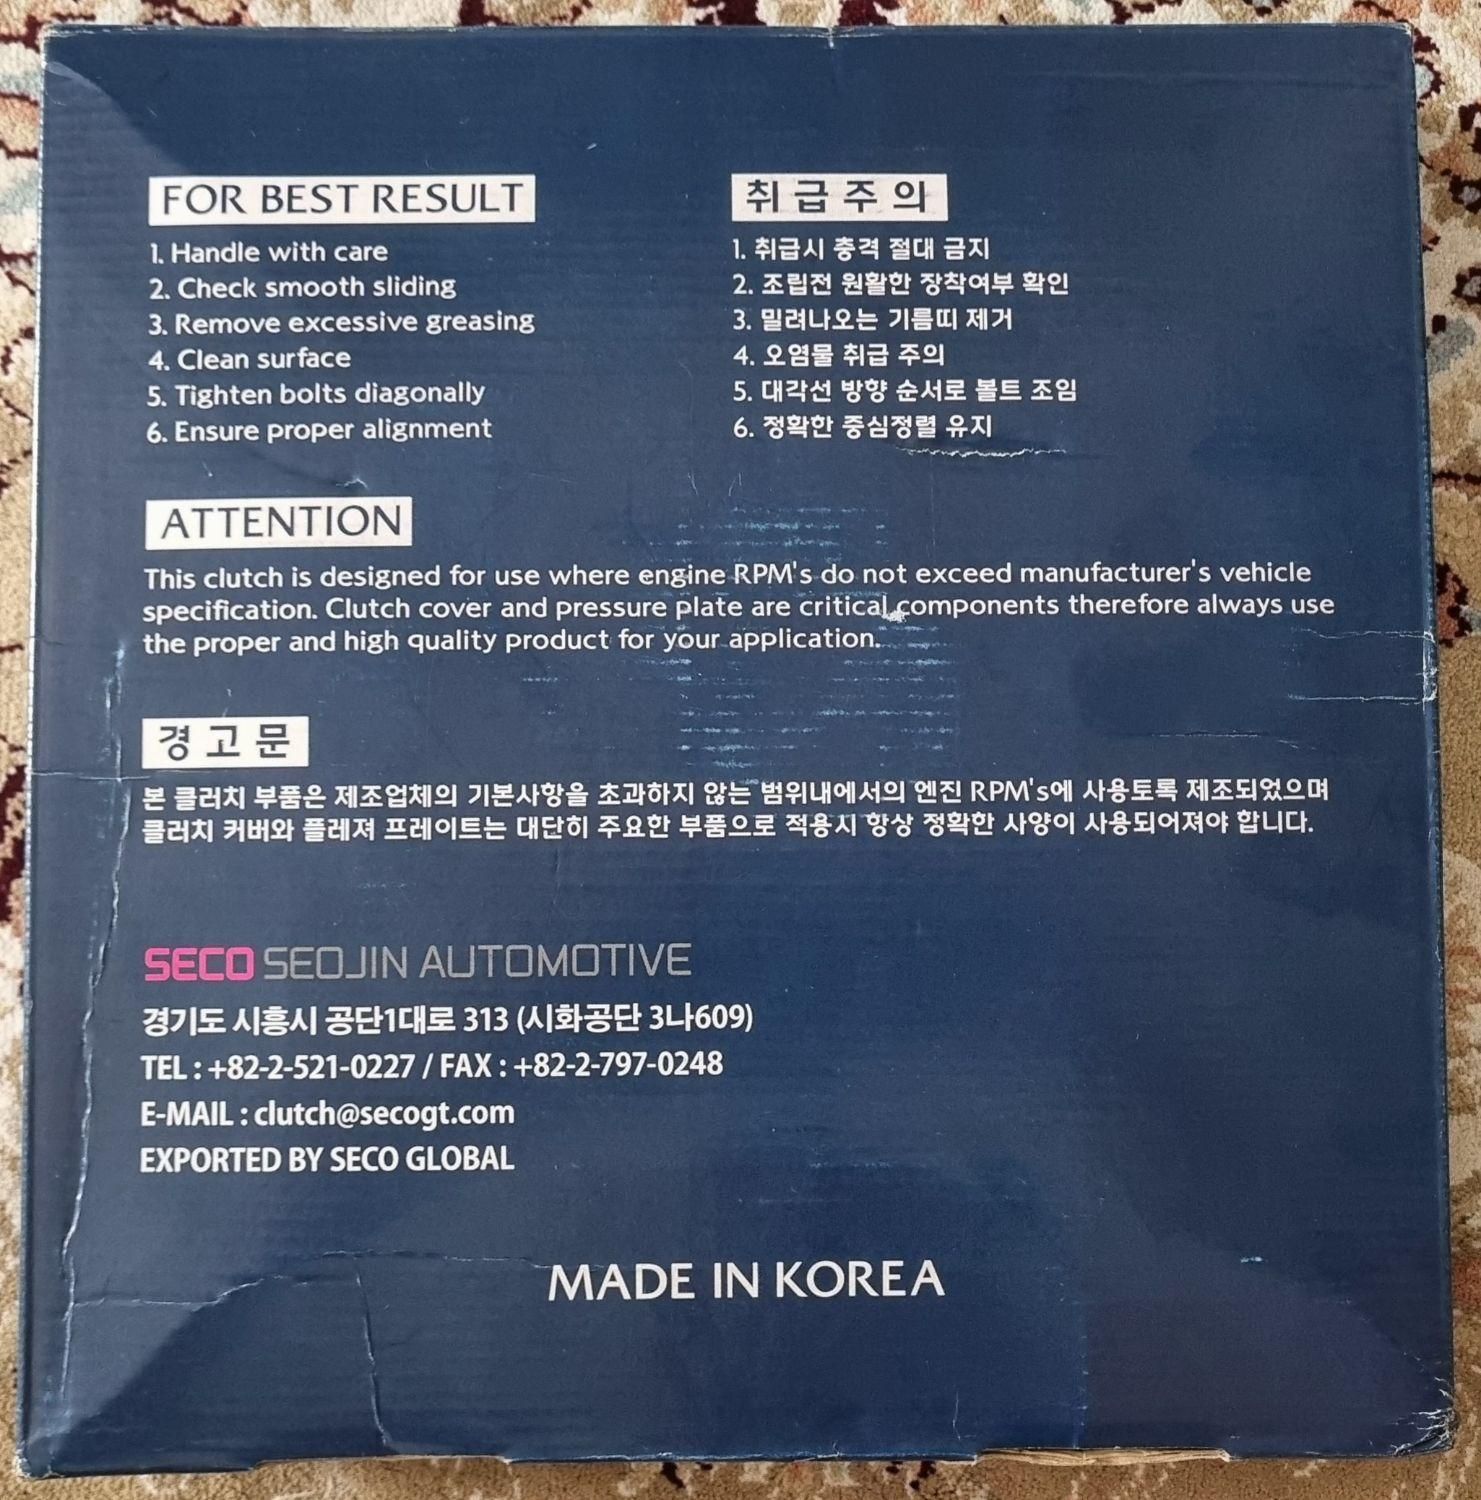 FOR BEST RESULT
1. Handle with care
2. Check smooth sliding
3. Remove excessive greasing
4. Clean surface
5. Tighten bolts diagonally
6. Ensure proper alignment
취급주의
1. 취급시 충격 절대 금지
2. 조립전 원활한 장착여부 확인
3. 밀려나오는 기름띠 제거
4. 오염물 취급 주의
5. 대각선 방향 순서로 볼트 조임
6. 정확한 중심정렬 유지
ATTENTION
This clutch is designed for use where engine RPM's do not exceed manufacturer's vehicle
specification. Clutch cover and pressure plate are critical components therefore always use
the proper and high quality product for your application.
경고문
본 클러치 부품은 제조업체의 기본사항을 초과하지 않는 범위내에서의 엔진 RPM's에 사용토록 제조되었으며
클러치 커버와 플레져 프레이트는 대단히 주요한 부품으로 적용시 항상 정확한 사양이 사용되어져야 합니다.
SECO SEOJIN AUTOMOTIVE
경기도 시흥시 공단1대로 313 (시화공단 3나609)
TEL : +82-2-521-0227 / FAX : +82-2-797-0248
E-MAIL : clutch@secogt.com
EXPORTED BY SECO GLOBAL
MADE IN KOREA